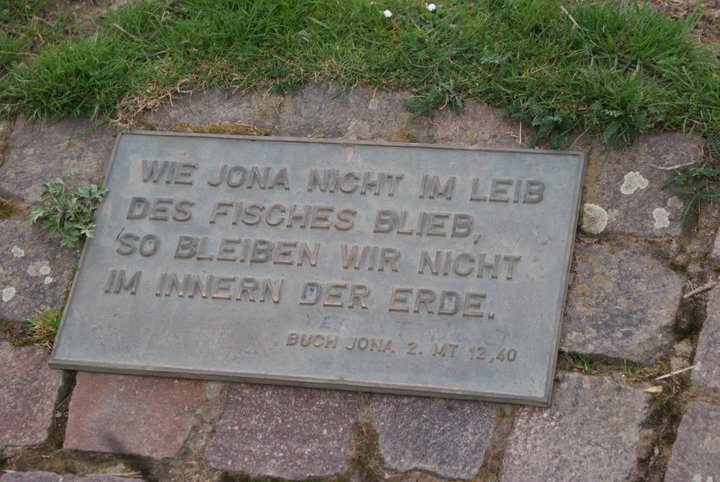 WIE JONA NICHT IM LEIB
DES FISCHES BLIEB,
SO BLEIBEN WIR NICHT
IM INNERN DER ERDE.
BUCH JONA 2. MT 12,40